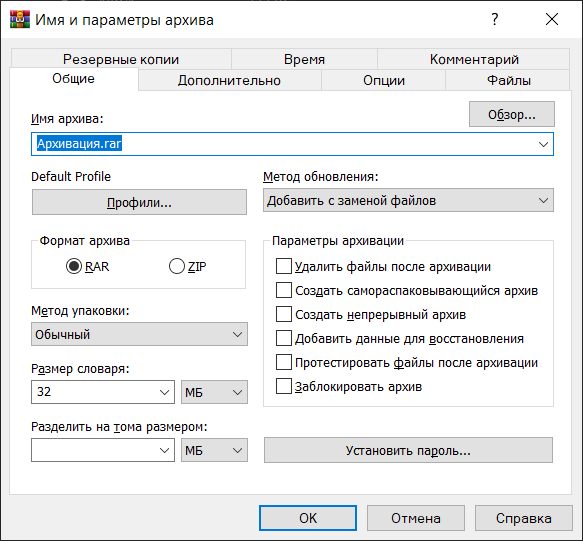 Имя и параметры архива
Резервные копии Время Комментарий
Общие Дополнительно Опции Файлы
Имя архива: Обзор...
Архивация.rar
Default Profile
Профили...
Метод обновления:
Добавить с заменой файлов
Формат архива
RAR ZIP
Метод упаковки:
Обычный
Размер словаря:
32 МБ
Разделить на тома размером:
МБ
Параметры архивации
Удалить файлы после архивации
Создать самораспаковывающийся архив
Создать непрерывный архив
Добавить данные для восстановления
Протестировать файлы после архивации
Заблокировать архив
Установить пароль...
OK Отмена Справка